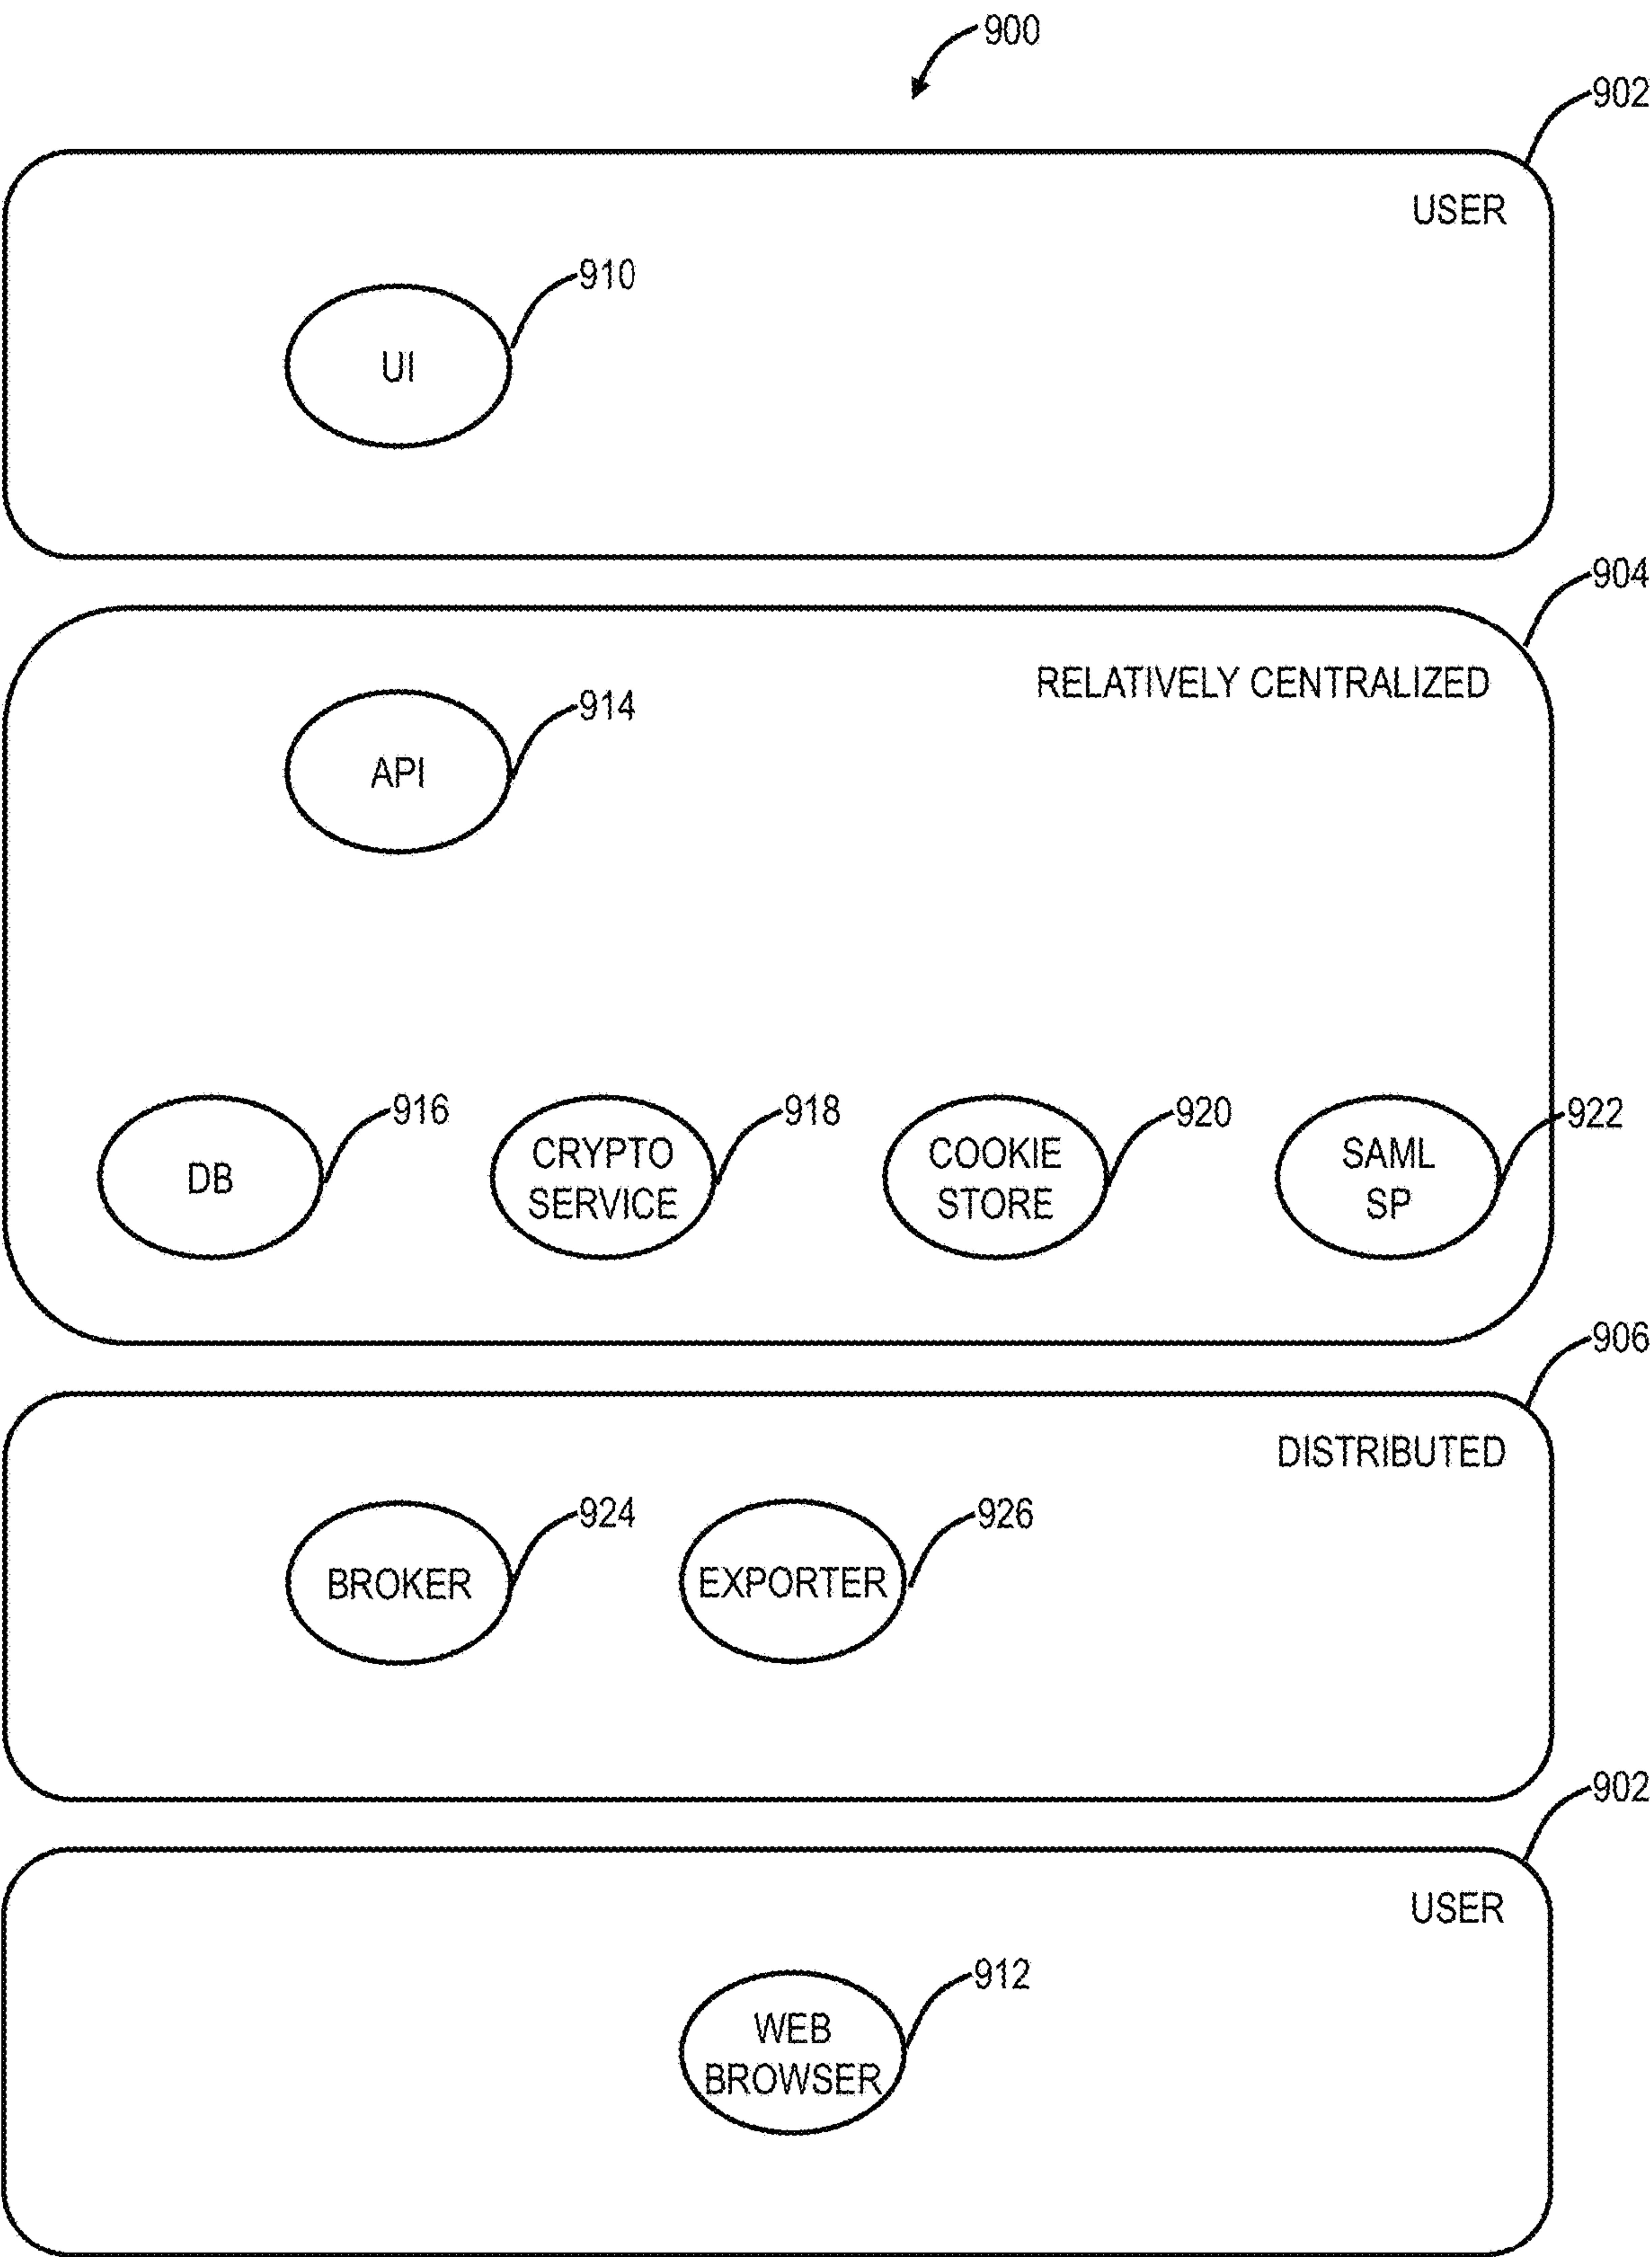 900
902
USER
910
UI
904
RELATIVELY CENTRALIZED
914
API
916
918
920
922
DB
CRYPTO
SERVICE
COOKIE
STORE
SAML
SP
906
DISTRIBUTED
924
926
BROKER
EXPORTER
902
USER
912
WEB
BROWSER